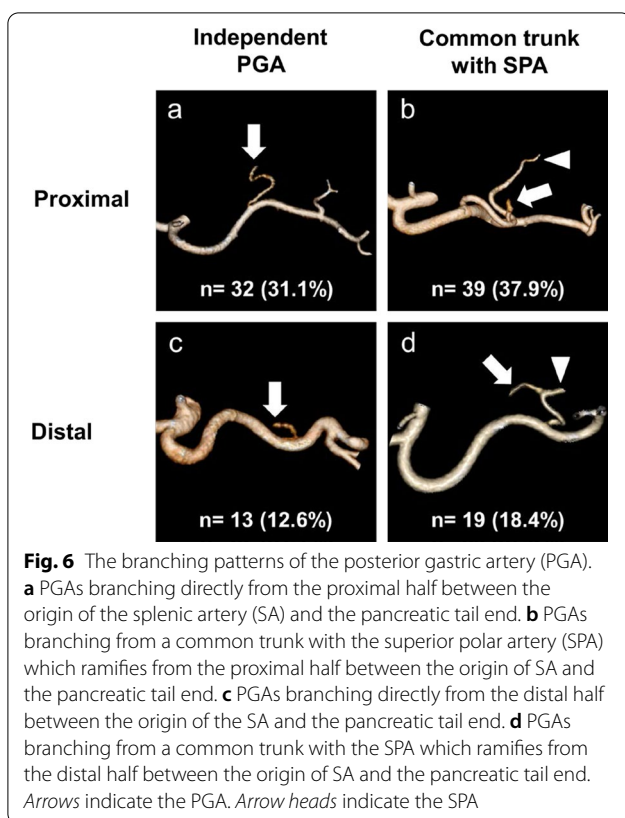 Independent PGA
Common trunk with SPA
Proximal
a
b
n= 32 (31.1%)
n= 39 (37.9%)
Distal
c
d
n= 13 (12.6%)
n= 19 (18.4%)
Fig. 6 The branching patterns of the posterior gastric artery (PGA).
a PGAs branching directly from the proximal half between the
origin of the splenic artery (SA) and the pancreatic tail end. b PGAs
branching from a common trunk with the superior polar artery (SPA)
which ramifies from the proximal half between the origin of SA and
the pancreatic tail end. c PGAs branching directly from the distal half
between the origin of the SA and the pancreatic tail end. d PGAs
branching from a common trunk with the SPA which ramifies from
the distal half between the origin of SA and the pancreatic tail end.
Arrows indicate the PGA. Arrow heads indicate the SPA